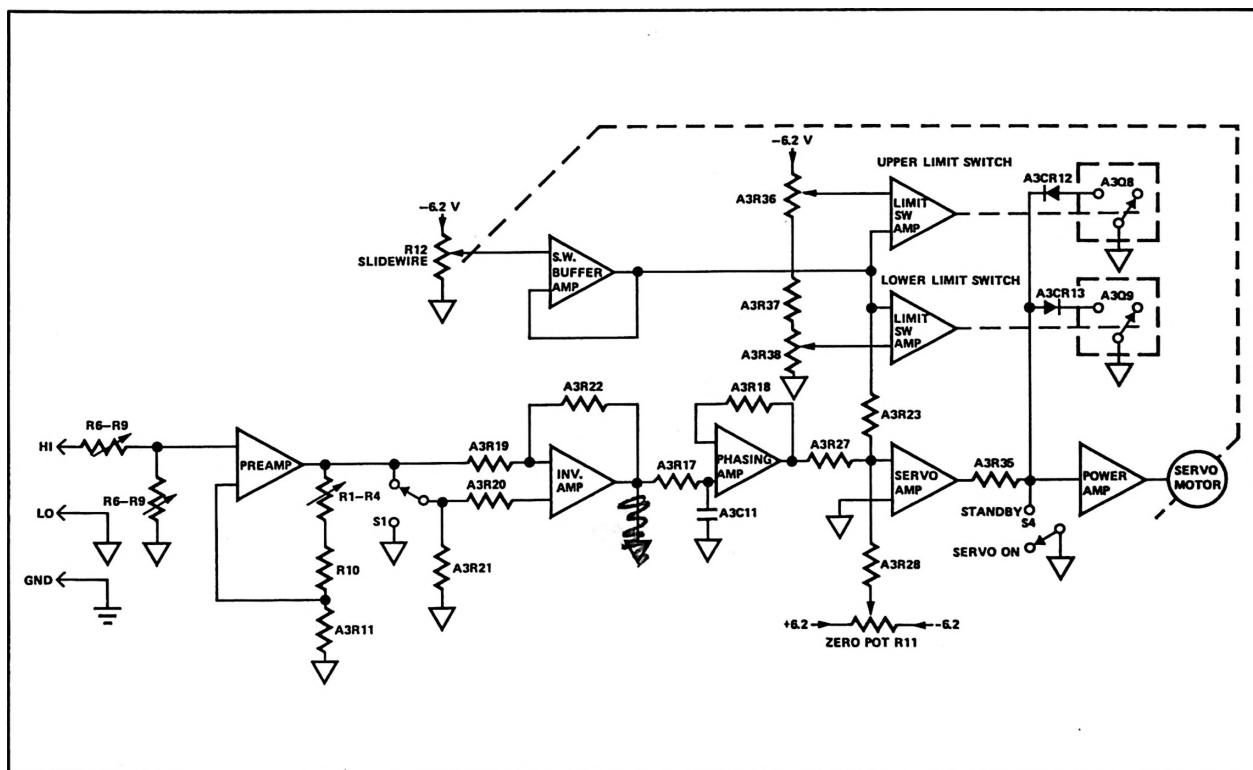 -6.2 V
UPPER LIMIT SWITCH
A3CR12
A3Q8
A3R36
LIMIT
SW
AMP
-6.2 V
R12
SLIDEWIRE
S.W.
BUFFER
AMP
LOWER LIMIT SWITCH
A3CR13
A3Q9
A3R37
LIMIT
SW
AMP
A3R38
A3R22
A3R18
A3R23
R6-R9
HI
PREAMP
A3R19
INV.
AMP
A3R17
PHASING
AMP
A3R27
SERVO
AMP
A3R35
POWER
AMP
SERVO
MOTOR
R6-R9
R1-R4
A3R20
A3C11
STANDBY
S4
LO
S1
SERVO ON
R10
A3R21
A3R28
GND
A3R11
+6.2
-6.2
ZERO POT R11